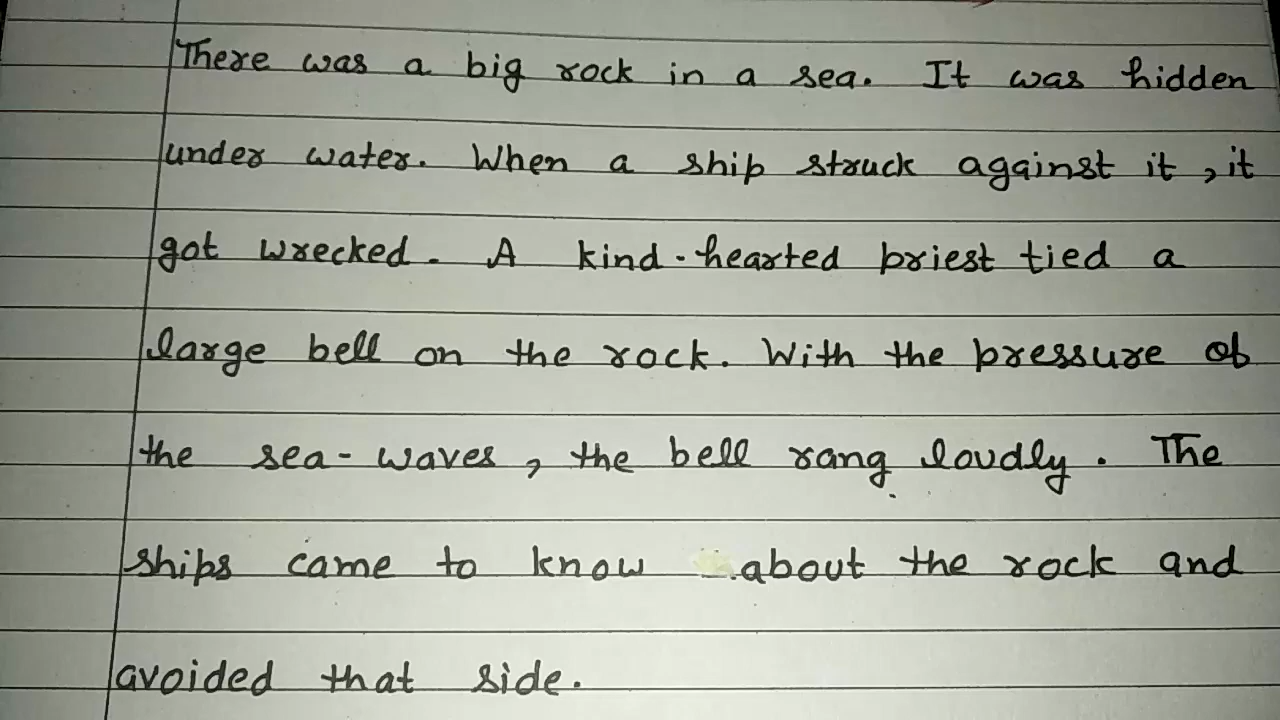 There was a big rock in a sea. It was hidden
under water. When a ship struck against it, it
got wrecked. A kind-hearted priest tied a
large bell on the rock. With the pressure of
the sea-waves, the bell rang loudly. The
ships came to know about the rock and
avoided that side.